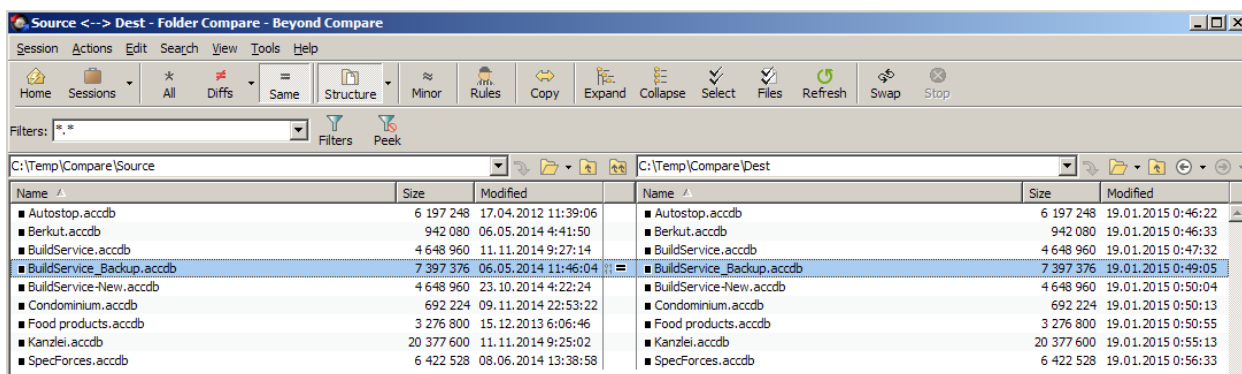 Source <--> Dest - Folder Compare - Beyond Compare
Session Actions Edit Search View Tools Help
Home Sessions All Diffs Same Structure Minor Rules Copy Expand Collapse Select Files Refresh Swap Stop
Filters: *.* Filters Peek
C:\Temp\Compare\Source C:\Temp\Compare\Dest
Name Size Modified Name Size Modified
Autostop.accdb 6 197 248 17.04.2012 11:39:06 Autostop.accdb 6 197 248 19.01.2015 0:46:22
Berkut.accdb 942 080 06.05.2014 4:41:50 Berkut.accdb 942 080 19.01.2015 0:46:33
BuildService.accdb 4 648 960 11.11.2014 9:27:14 BuildService.accdb 4 648 960 19.01.2015 0:47:32
BuildService_Backup.accdb 7 397 376 06.05.2014 11:46:04 = BuildService_Backup.accdb 7 397 376 19.01.2015 0:49:05
BuildService-New.accdb 4 648 960 23.10.2014 4:22:24 BuildService-New.accdb 4 648 960 19.01.2015 0:50:04
Condominium.accdb 692 224 09.11.2014 22:53:22 Condominium.accdb 692 224 19.01.2015 0:50:13
Food products.accdb 3 276 800 15.12.2013 6:06:46 Food products.accdb 3 276 800 19.01.2015 0:50:55
Kanzlei.accdb 20 377 600 11.11.2014 9:25:02 Kanzlei.accdb 20 377 600 19.01.2015 0:55:13
SpecForces.accdb 6 422 528 08.06.2014 13:38:58 SpecForces.accdb 6 422 528 19.01.2015 0:56:33